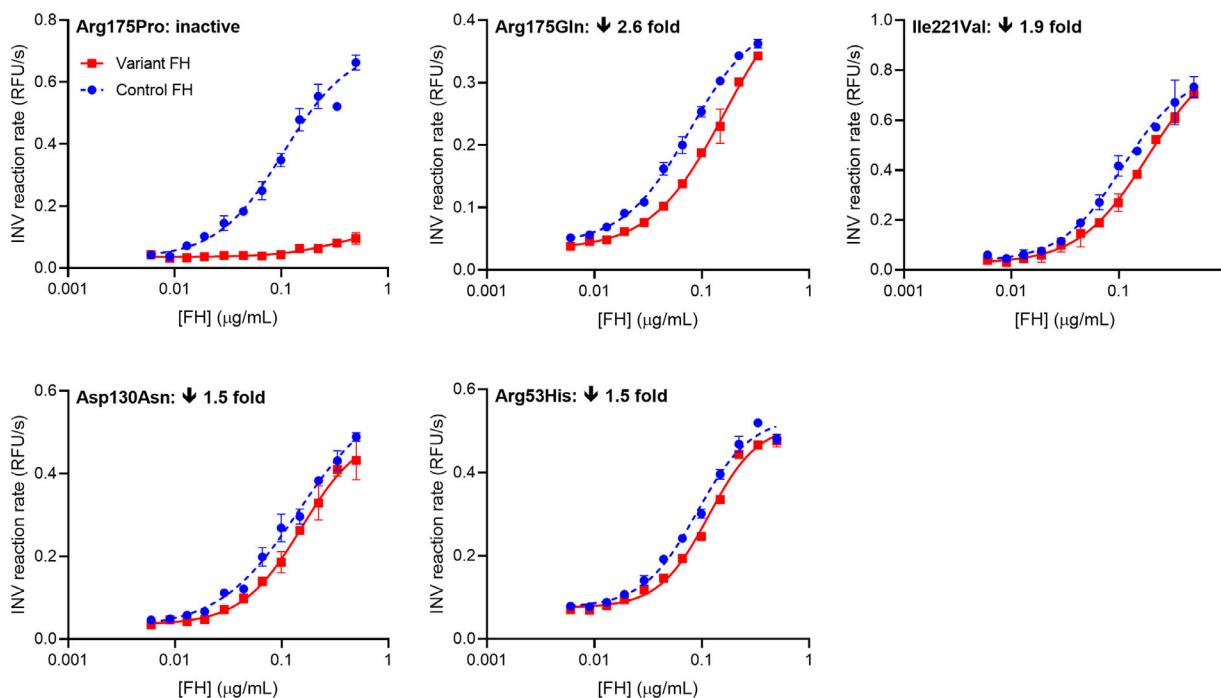 Arg175Pro: inactive
Variant FH
Control FH
INV reaction rate (RFU/s)
0.8
0.6
0.4
0.2
0.0
0.001
0.01
0.1
1
[FH] (μg/mL)
Arg175Gln: 🡻 2.6 fold
INV reaction rate (RFU/s)
0.4
0.3
0.2
0.1
0.0
0.001
0.01
0.1
1
[FH] (μg/mL)
Ile221Val: 🡻 1.9 fold
INV reaction rate (RFU/s)
1.0
0.8
0.6
0.4
0.2
0.0
0.001
0.01
0.1
1
[FH] (μg/mL)
Asp130Asn: 🡻 1.5 fold
INV reaction rate (RFU/s)
0.6
0.4
0.2
0.0
0.001
0.01
0.1
1
[FH] (μg/mL)
Arg53His: 🡻 1.5 fold
INV reaction rate (RFU/s)
0.6
0.4
0.2
0.0
0.001
0.01
0.1
1
[FH] (μg/mL)